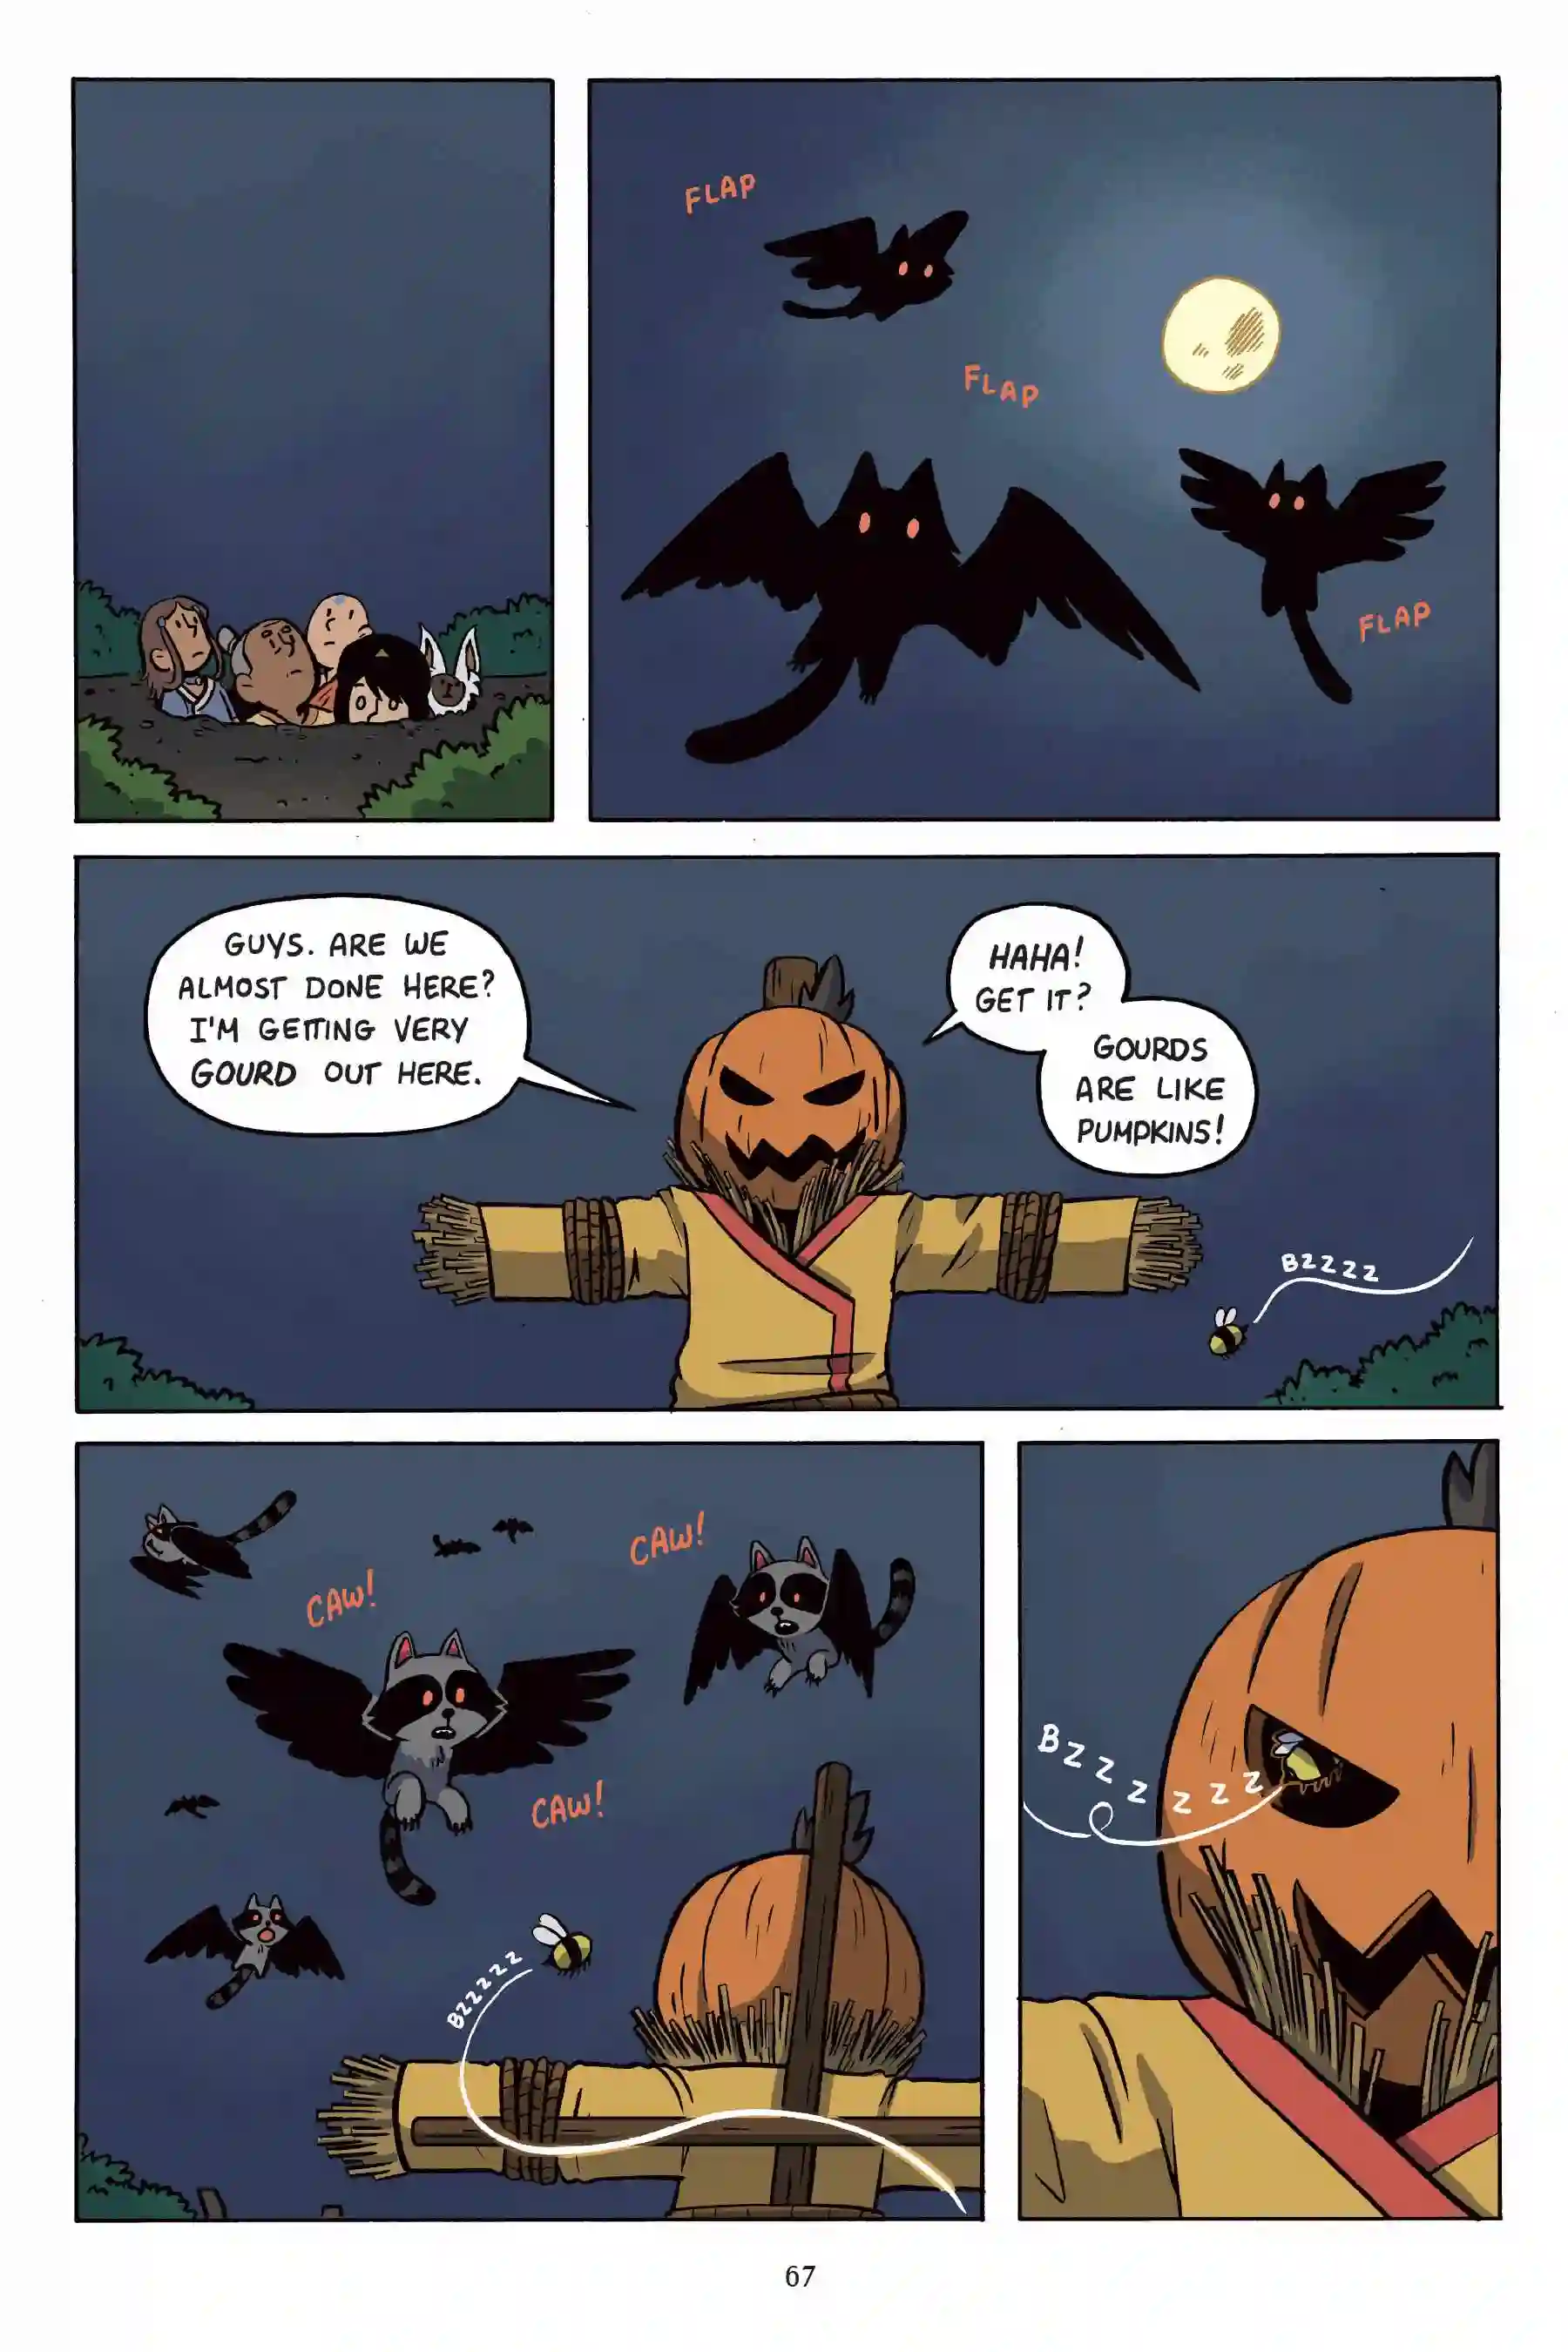 FLAP
FLAP
FLAP
GUYS. ARE WE
ALMOST DONE HERE?
I'M GETTING VERY
GOURD OUT HERE.
HAHA!
GET IT?
GOURDS
ARE LIKE
PUMPKINS!
BZZZZ
CAW!
CAW!
CAW!
BZZZZZ
BZZZZZZ
67